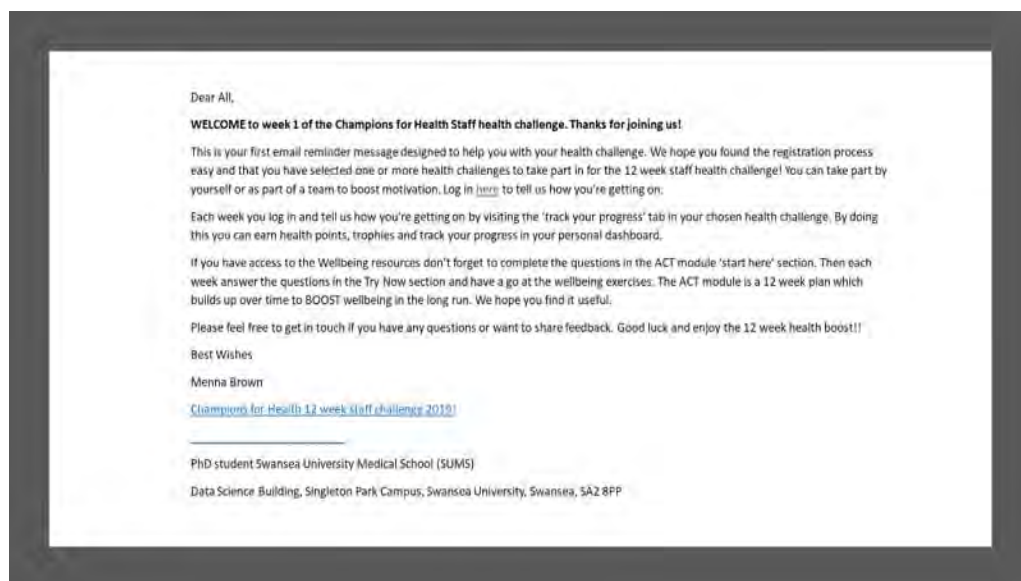 Dear All,
WELCOME to week 1 of the Champions for Health Staff health challenge. Thanks for joining us!
This is your first email reminder message designed to help you with your health challenge. We hope you found the registration process
easy and that you have selected one or more health challenges to take part in for the 12 week staff health challenge! You can take part by
yourself or as part of a team to boost motivation. Log in here to tell us how you're getting on.
Each week you log in and tell us how you're getting on by visiting the 'track your progress' tab in your chosen health challenge. By doing
this you can earn health points, trophies and track your progress in your personal dashboard.
If you have access to the Wellbeing resources don't forget to complete the questions in the ACT module 'start here' section. Then each
week answer the questions in the Try Now section and have a go at the wellbeing exercises. The ACT module is a 12 week plan which
builds up over time to BOOST wellbeing in the long run. We hope you find it useful.
Please feel free to get in touch if you have any questions or want to share feedback. Good luck and enjoy the 12 week health boost!!
Best Wishes
Menna Brown
Champions for Health 12 week staff challenge 2019!
PhD student Swansea University Medical School (SUMS)
Data Science Building, Singleton Park Campus, Swansea University, Swansea, SA2 8PP